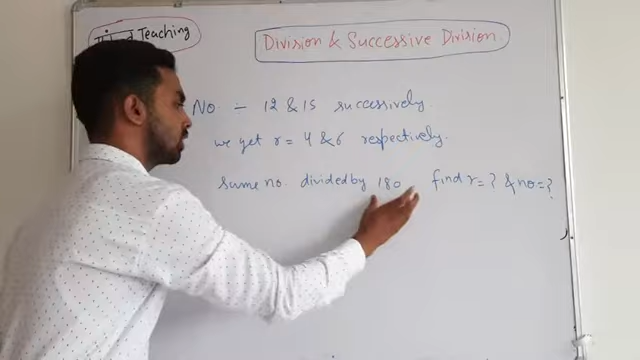 Teaching
Division & Successive Division.
No. ÷ 12 & 15 successively
we get r = 4 & 6 respectively.
Same no. divided by 180 find r = ? & no = ?